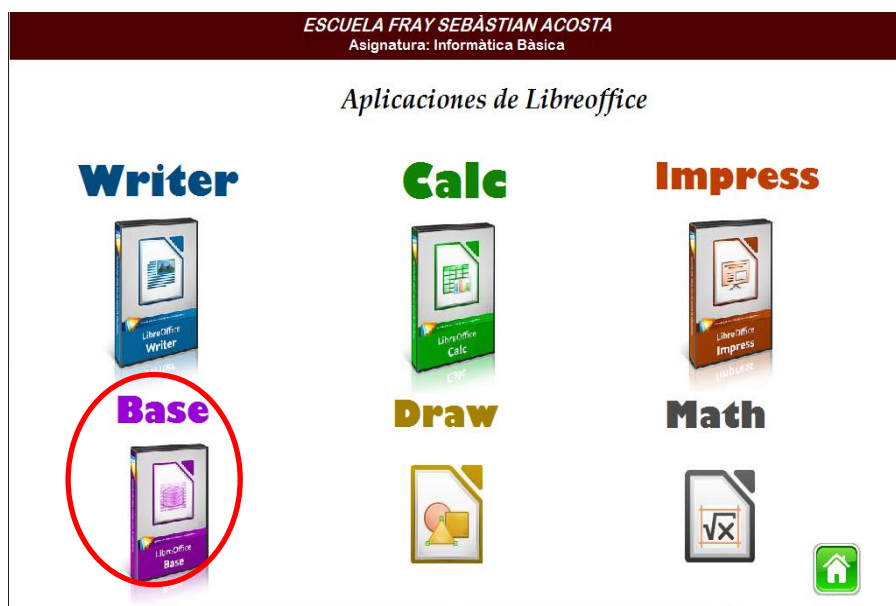 ESCUELA FRAY SEBÀSTIAN ACOSTA
Asignatura: Informàtica Bàsica
Aplicaciones de Libreoffice
Writer
Calc
Impress
LibreOffice
Writer
LibreOffice
Calc
LibreOffice
Impress
Base
Draw
Math
LibreOffice
Base
√x